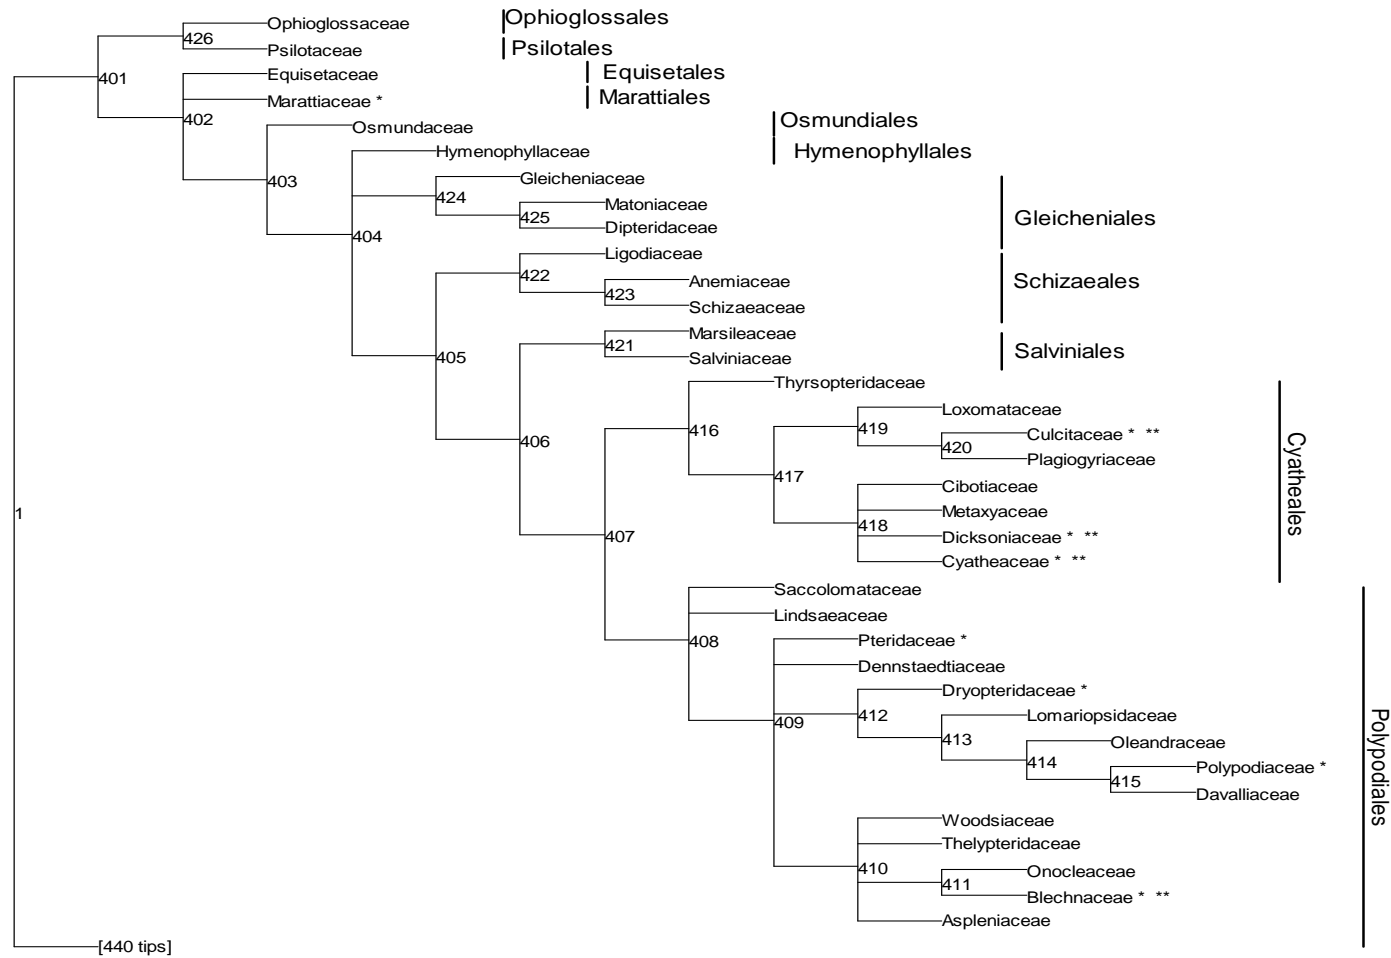 Ophioglossaceae
Ophioglossales
426
Psilotaceae
Psilotales
Equisetaceae
Equisetales
401
Marattiaceae *
Marattiales
402
Osmundaceae
Osmundiales
Hymenophyllaceae
Hymenophyllales
403
Gleicheniaceae
424
Matoniaceae
425
Gleicheniales
Dipteridaceae
404
Ligodiaceae
422
Anemiaceae
Schizaeales
423
Schizaeaceae
Marsileaceae
421
Salviniales
405
Salviniaceae
Thyrsopteridaceae
Loxomataceae
419
416
Culcitaceae * **
406
420
Plagiogyriaceae
Cyatheales
417
Cibotiaceae
Metaxyaceae
1
418
407
Dicksoniaceae * **
Cyatheaceae * **
Saccolomataceae
Lindsaeaceae
408
Pteridaceae *
Dennstaedtiaceae
Dryopteridaceae *
412
Lomariopsidaceae
409
413
Oleandraceae
414
Polypodiaceae *
Polypodiales
415
Davalliaceae
Woodsiaceae
Thelypteridaceae
410
Onocleaceae
411
Blechnaceae * **
Aspleniaceae
[440 tips]